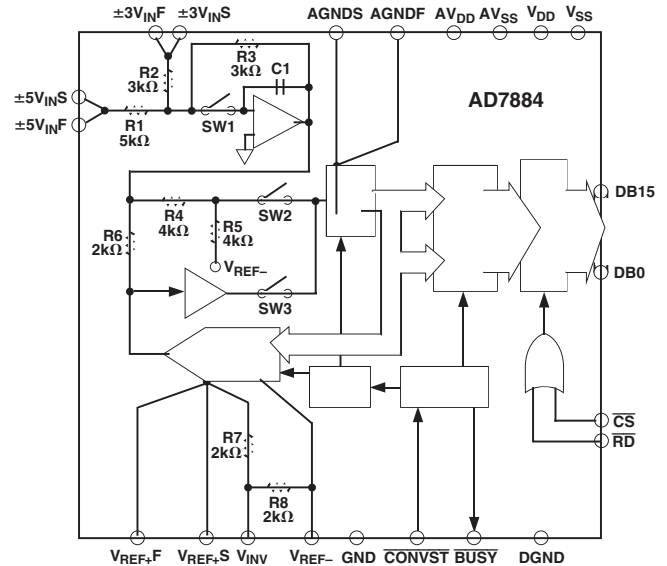 ±3VINF ±3VINS
AGNDS AGNDF AVDD AVSS VDD VSS
R3
3kΩ
C1
R2
3kΩ
±5VINS
±5VINF
R1
5kΩ
SW1
AD7884
DB15
R4
4kΩ
SW2
R6
2kΩ
R5
4kΩ
VREF–
SW3
DB0
CS
RD
R7
2kΩ
R8
2kΩ
VREF+F VREF+S VINV VREF– GND CONVST BUSY DGND